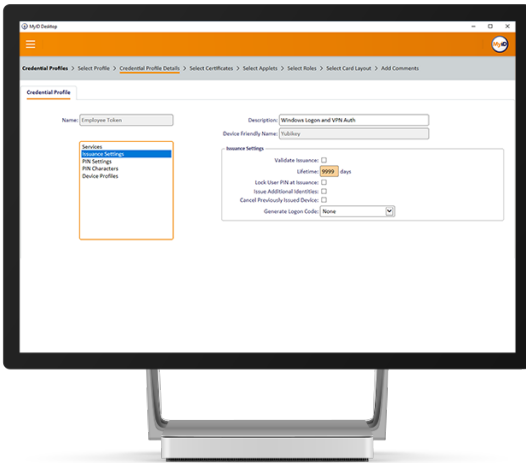 MyID Desktop
MyID
Credential Profiles > Select Profile > Credential Profile Details > Select Certificates > Select Applets > Select Roles > Select Card Layout > Add Comments
Credential Profile
Name: Employee Token
Description: Windows Logon and VPN Auth
Device Friendly Name: Yubikey
Services
Issuance Settings
PIN Settings
PIN Characters
Device Profiles
Issuance Settings
Validate Issuance:
Lifetime: 9999 days
Lock User PIN at Issuance:
Issue Additional Identities:
Cancel Previously Issued Device:
Generate Logon Code: None